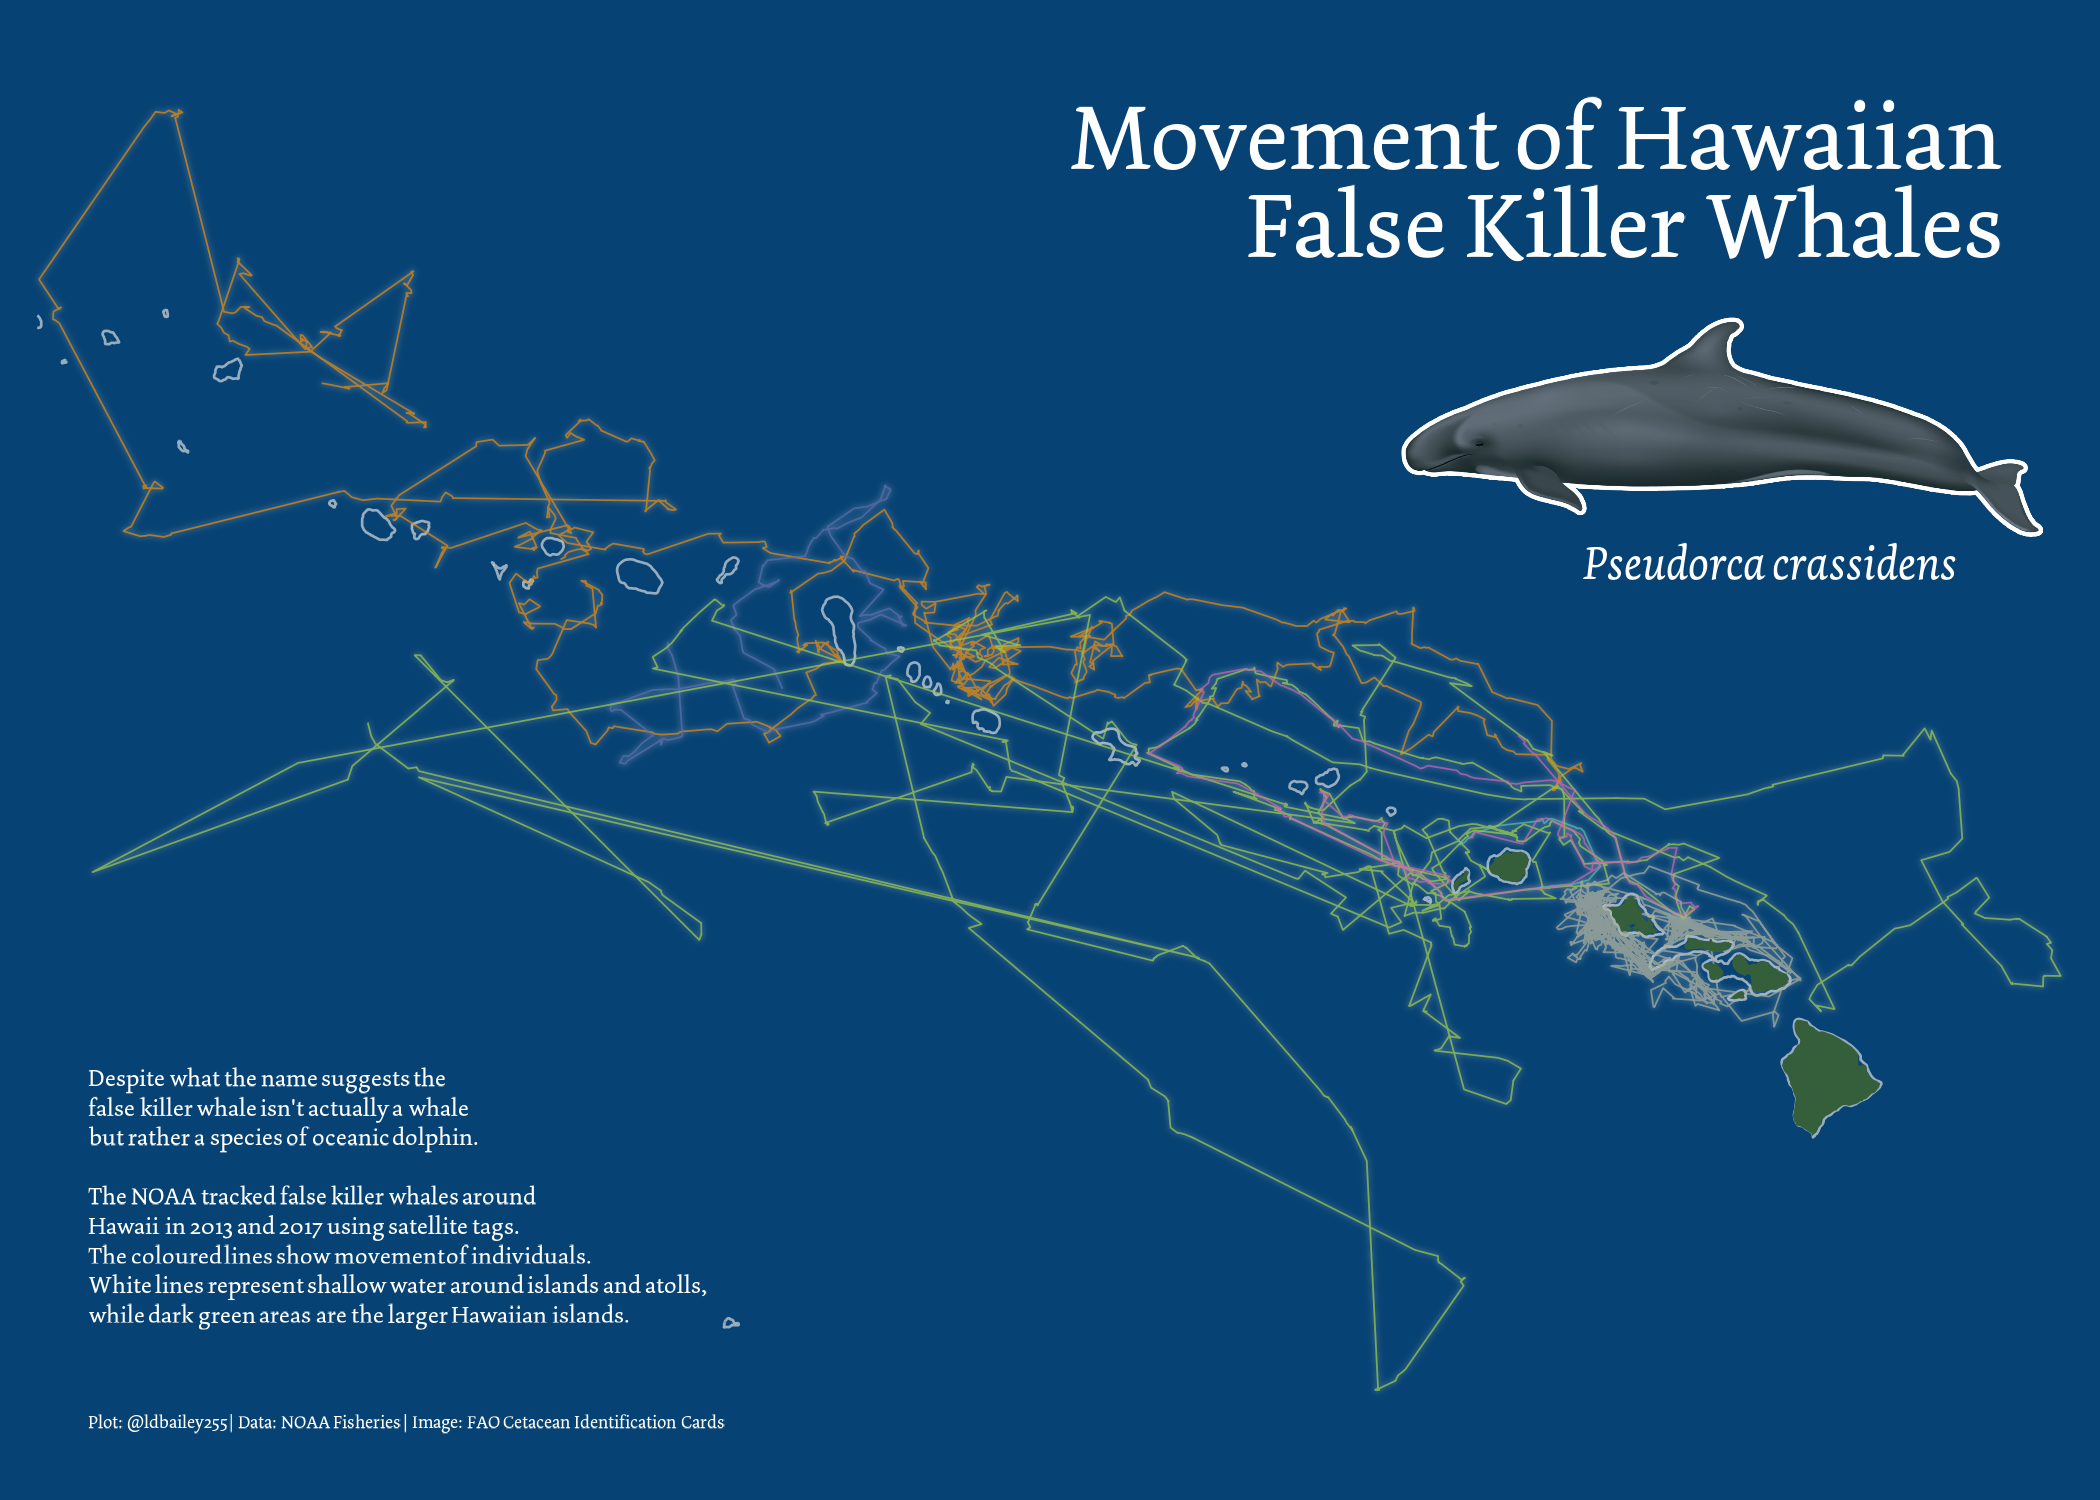 Movement of Hawaiian
False Killer Whales
Pseudorca crassidens
Despite what the name suggests the
false killer whale isn't actually a whale
but rather a species of oceanic dolphin.
The NOAA tracked false killer whales around
Hawaii in 2013 and 2017 using satellite tags.
The coloured lines show movement of individuals.
White lines represent shallow water around islands and atolls,
while dark green areas are the larger Hawaiian islands.
Plot: @ldbailey255| Data: NOAA Fisheries| Image: FAO Cetacean Identification Cards